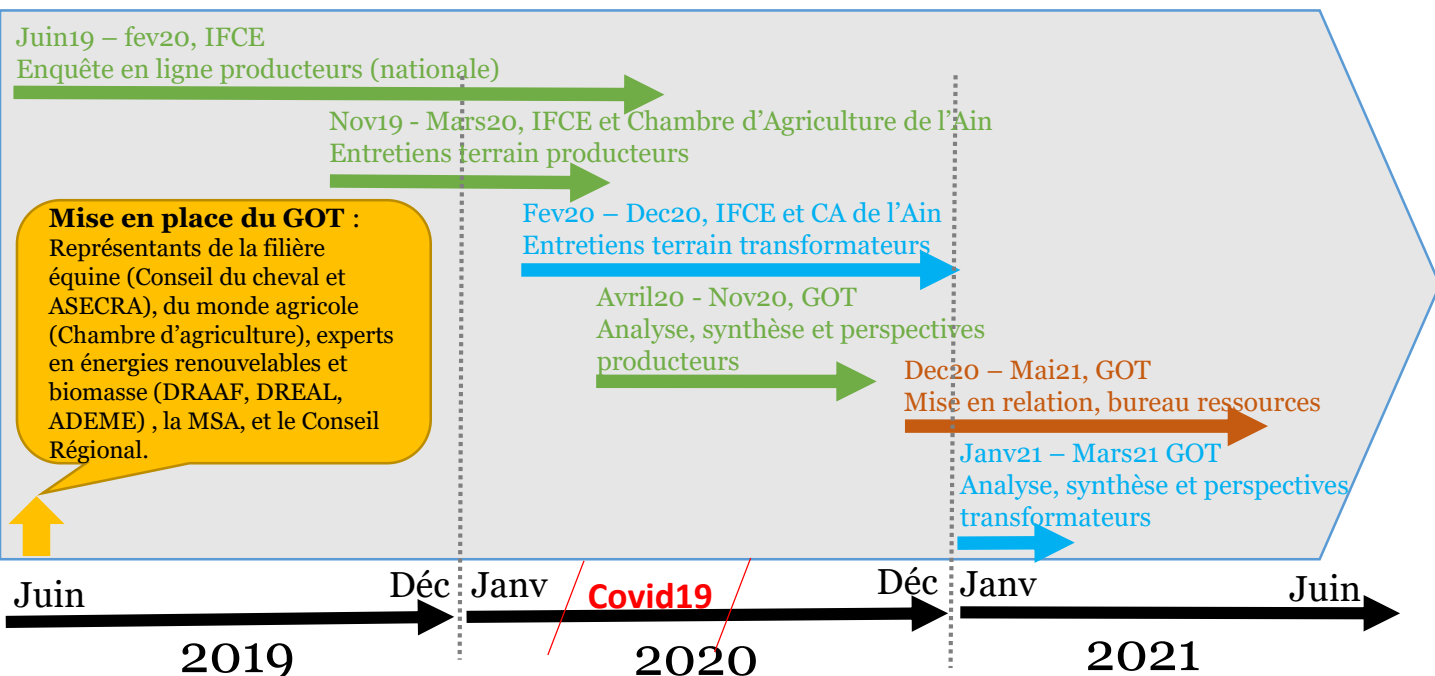 Juin19 – fev20, IFCE
Enquête en ligne producteurs (nationale)
Nov19 - Mars20, IFCE et Chambre d'Agriculture de l'Ain
Entretiens terrain producteurs
Mise en place du GOT :
Représentants de la filière
équine (Conseil du cheval et
ASECRA), du monde agricole
(Chambre d'agriculture), experts
en énergies renouvelables et
biomasse (DRAAF, DREAL,
ADEME) , la MSA, et le Conseil
Régional.
Fev20 – Dec20, IFCE et CA de l'Ain
Entretiens terrain transformateurs
Avril20 - Nov20, GOT
Analyse, synthèse et perspectives
producteurs
Dec20 – Mai21, GOT
Mise en relation, bureau ressources
Janv21 – Mars21 GOT
Analyse, synthèse et perspectives
transformateurs
Juin Déc Janv Covid19 Déc Janv Juin
2019 2020 2021